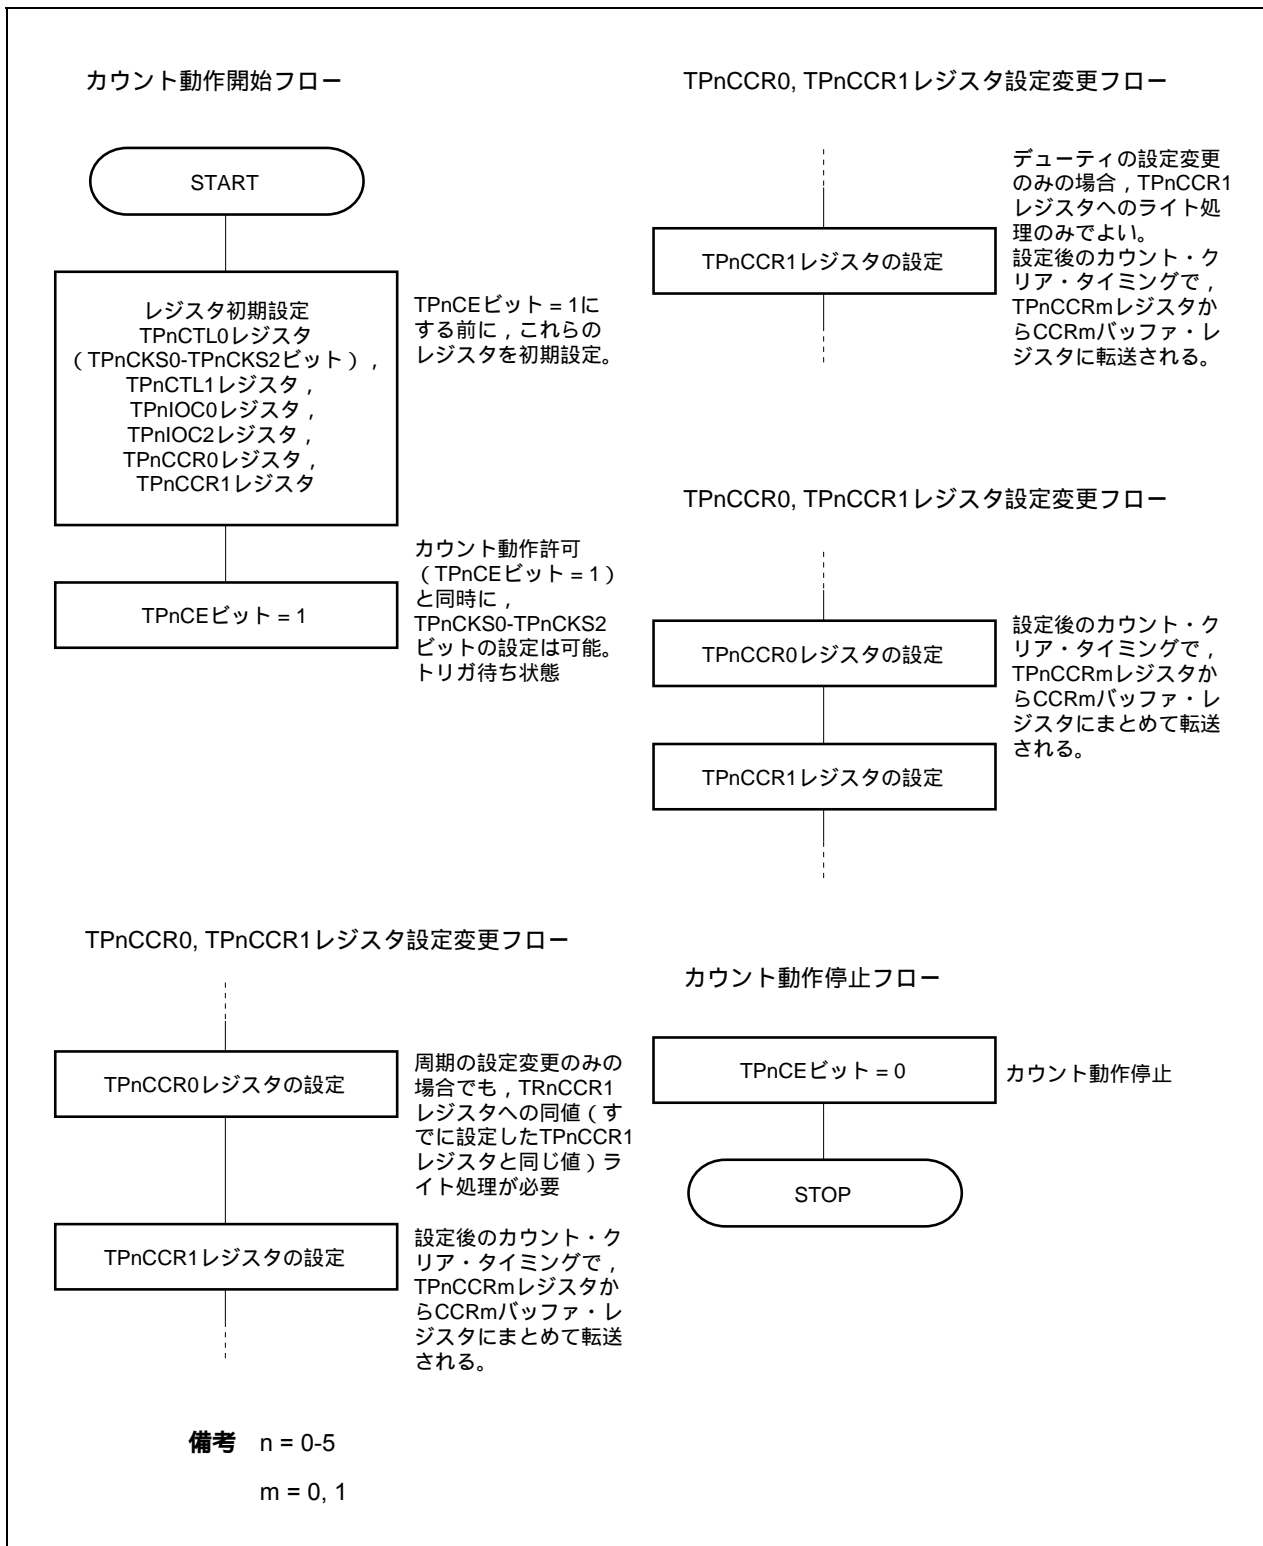 カウント動作開始フロー
START
レジスタ初期設定
TPnCTL0レジスタ
（TPnCKS0-TPnCKS2ビット），
TPnCTL1レジスタ，
TPnIOC0レジスタ，
TPnIOC2レジスタ，
TPnCCR0レジスタ，
TPnCCR1レジスタ
TPnCEビット = 1に
する前に，これらの
レジスタを初期設定。
TPnCEビット = 1
カウント動作許可
（TPnCEビット = 1）
と同時に，
TPnCKS0-TPnCKS2
ビットの設定は可能。
トリガ待ち状態
TPnCCR0, TPnCCR1レジスタ設定変更フロー
TPnCCR0レジスタの設定
周期の設定変更のみの
場合でも，TRnCCR1
レジスタへの同値（す
でに設定したTPnCCR1
レジスタと同じ値）ラ
イト処理が必要
TPnCCR1レジスタの設定
設定後のカウント・ク
リア・タイミングで，
TPnCCRmレジスタか
らCCRmバッファ・レ
ジスタにまとめて転送
される。
TPnCCR0, TPnCCR1レジスタ設定変更フロー
TPnCCR1レジスタの設定
デューティの設定変更
のみの場合，TPnCCR1
レジスタへのライト処
理のみでよい。
設定後のカウント・ク
リア・タイミングで，
TPnCCRmレジスタか
らCCRmバッファ・レ
ジスタに転送される。
TPnCCR0, TPnCCR1レジスタ設定変更フロー
TPnCCR0レジスタの設定
設定後のカウント・ク
リア・タイミングで，
TPnCCRmレジスタか
らCCRmバッファ・レ
ジスタにまとめて転送
される。
TPnCCR1レジスタの設定
カウント動作停止フロー
TPnCEビット = 0
カウント動作停止
STOP
備考 n = 0-5
m = 0, 1